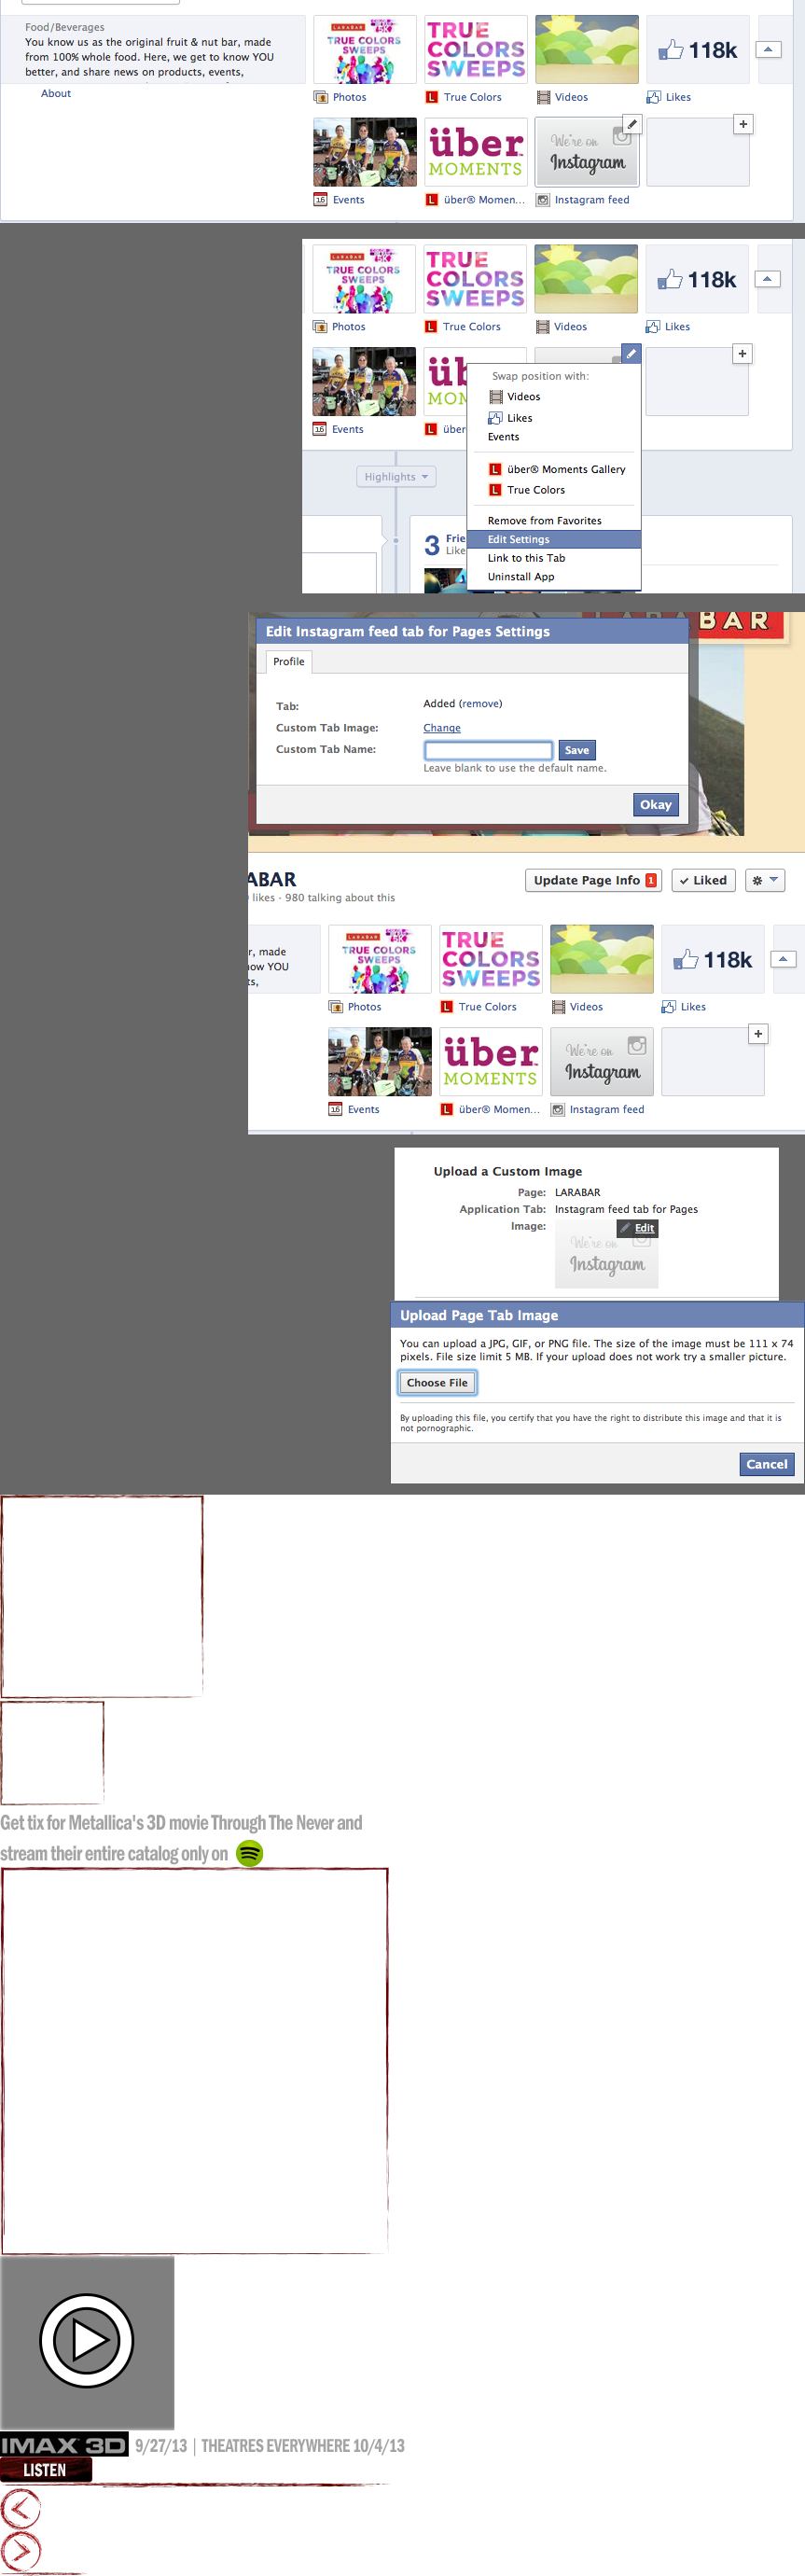 Food/Beverages
You know us as the original fruit & nut bar, made
from 100% whole food. Here, we get to know YOU
better, and share news on products, events,
About
TRUE COLORS
SWEEPS
TRUE
COLORS
SWEEPS
118k
Photos
True Colors
Videos
Likes
über
MOMENTS
We're on
Instagram
Events
über® Momen...
Instagram feed
LARABAR
TRUE COLORS
SWEEPS
TRUE
COLORS
SWEEPS
118k
Photos
True Colors
Videos
Likes
Events
über
Swap position with:
Videos
Likes
Events
über® Moments Gallery
True Colors
Remove from Favorites
Edit Settings
Link to this Tab
Uninstall App
Highlights
3 Frie
Like
LARABAR
Edit Instagram feed tab for Pages Settings
Profile
Tab: Added (remove)
Custom Tab Image: Change
Custom Tab Name: Save
Leave blank to use the default name.
Okay
ABAR
likes · 980 talking about this
Update Page Info 1
Liked
r, made
now YOU
ts,
LARABAR
TRUE COLORS
SWEEPS
TRUE
COLORS
SWEEPS
118k
Photos
True Colors
Videos
Likes
über
MOMENTS
We're on
Instagram
Events
über® Momen...
Instagram feed
Upload a Custom Image
Page: LARABAR
Application Tab: Instagram feed tab for Pages
Image: Edit
We're on
Instagram
Upload Page Tab Image
You can upload a JPG, GIF, or PNG file. The size of the image must be 111 x 74
pixels. File size limit 5 MB. If your upload does not work try a smaller picture.
Choose File
By uploading this file, you certify that you have the right to distribute this image and that it is
not pornographic.
Cancel
Get tix for Metallica's 3D movie Through The Never and
stream their entire catalog only on
IMAX 3D 9/27/13 | THEATRES EVERYWHERE 10/4/13
LISTEN